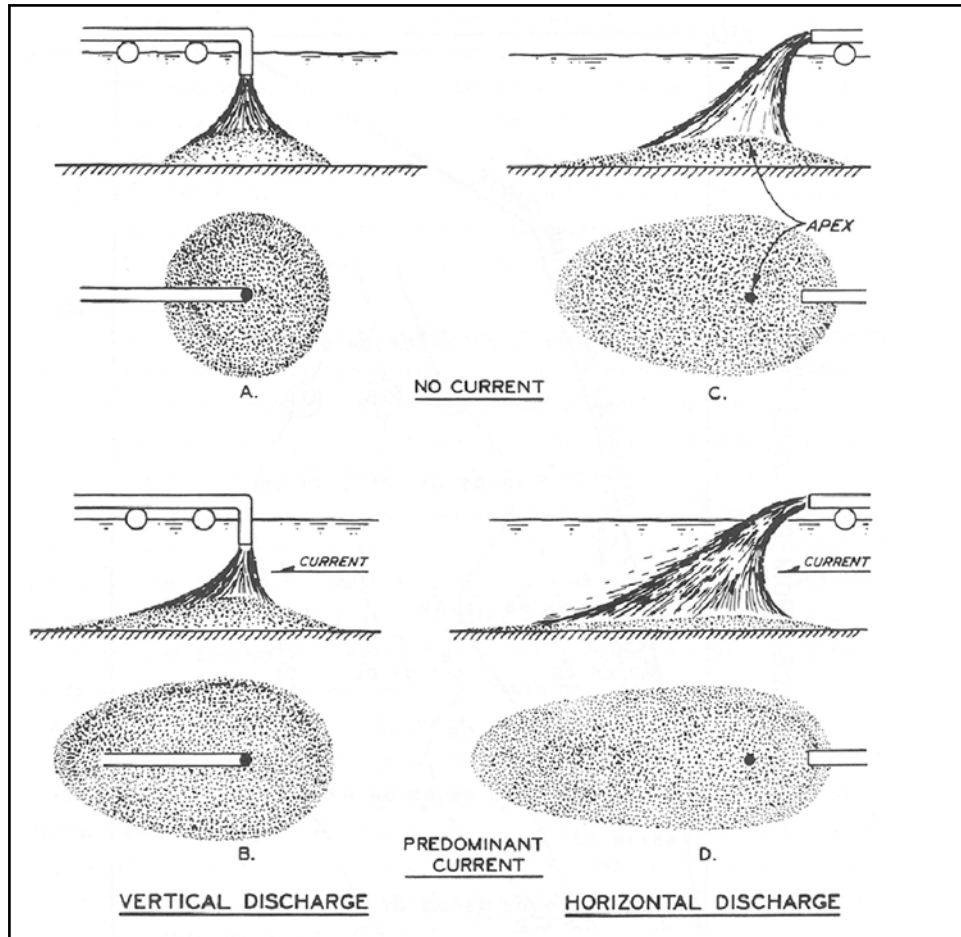 APEX
A.
NO CURRENT
C.
CURRENT
CURRENT
B.
PREDOMINANT
CURRENT
D.
VERTICAL DISCHARGE
HORIZONTAL DISCHARGE